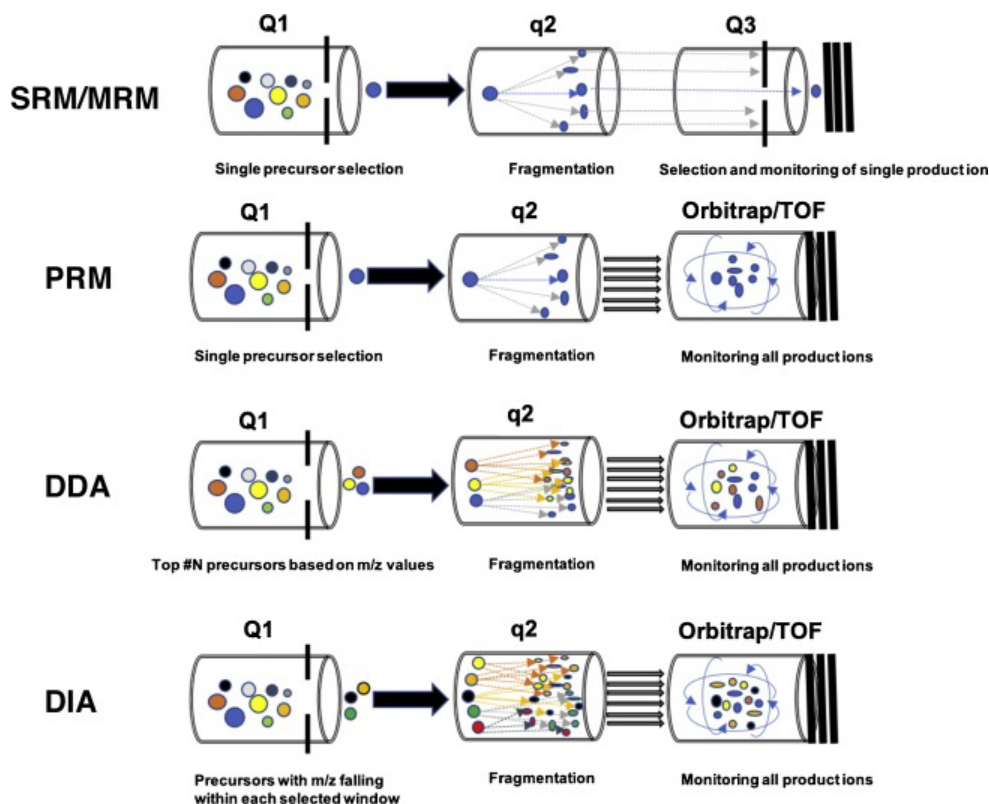 Q1
q2
Q3
SRM/MRM
Single precursor selection
Fragmentation
Selection and monitoring of single product ion
Q1
q2
Orbitrap/TOF
PRM
Single precursor selection
Fragmentation
Monitoring all product ions
Q1
q2
Orbitrap/TOF
DDA
Top #N precursors based on m/z values
Fragmentation
Monitoring all product ions
Q1
q2
Orbitrap/TOF
DIA
Precursors with m/z falling
within each selected window
Fragmentation
Monitoring all product ions